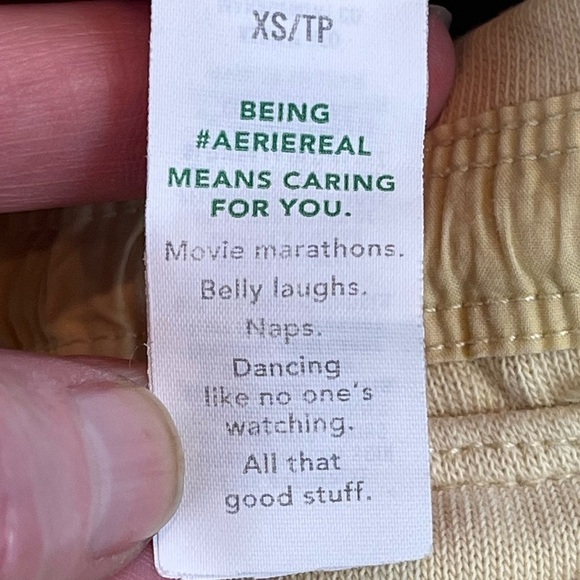 XS/TP
BEING
#AERIEREAL
MEANS CARING
FOR YOU.
Movie marathons.
Belly laughs.
Naps.
Dancing
like no one's
watching.
All that
good stuff.